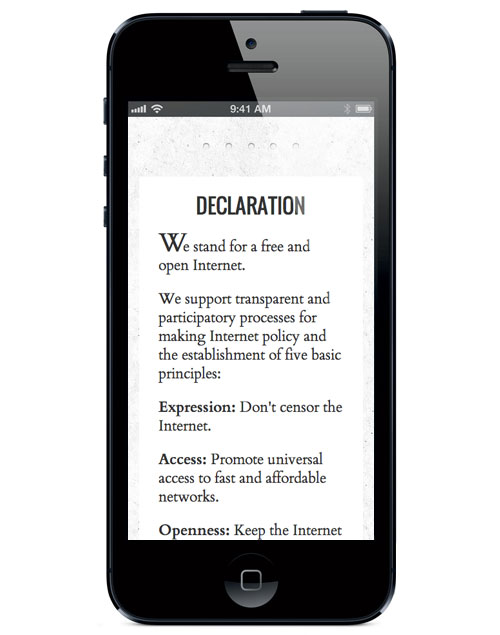 9:41 AM
DECLARATION
We stand for a free and
open Internet.
We support transparent and
participatory processes for
making Internet policy and
the establishment of five basic
principles:
Expression: Don't censor the
Internet.
Access: Promote universal
access to fast and affordable
networks.
Openness: Keep the Internet